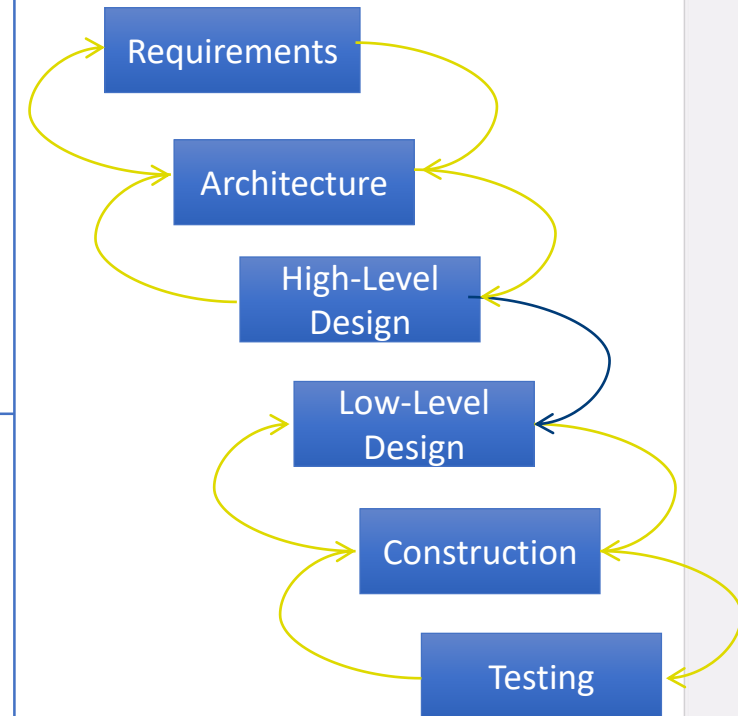 Requirements
Architecture
High-Level
Design
Low-Level
Design
Construction
Testing